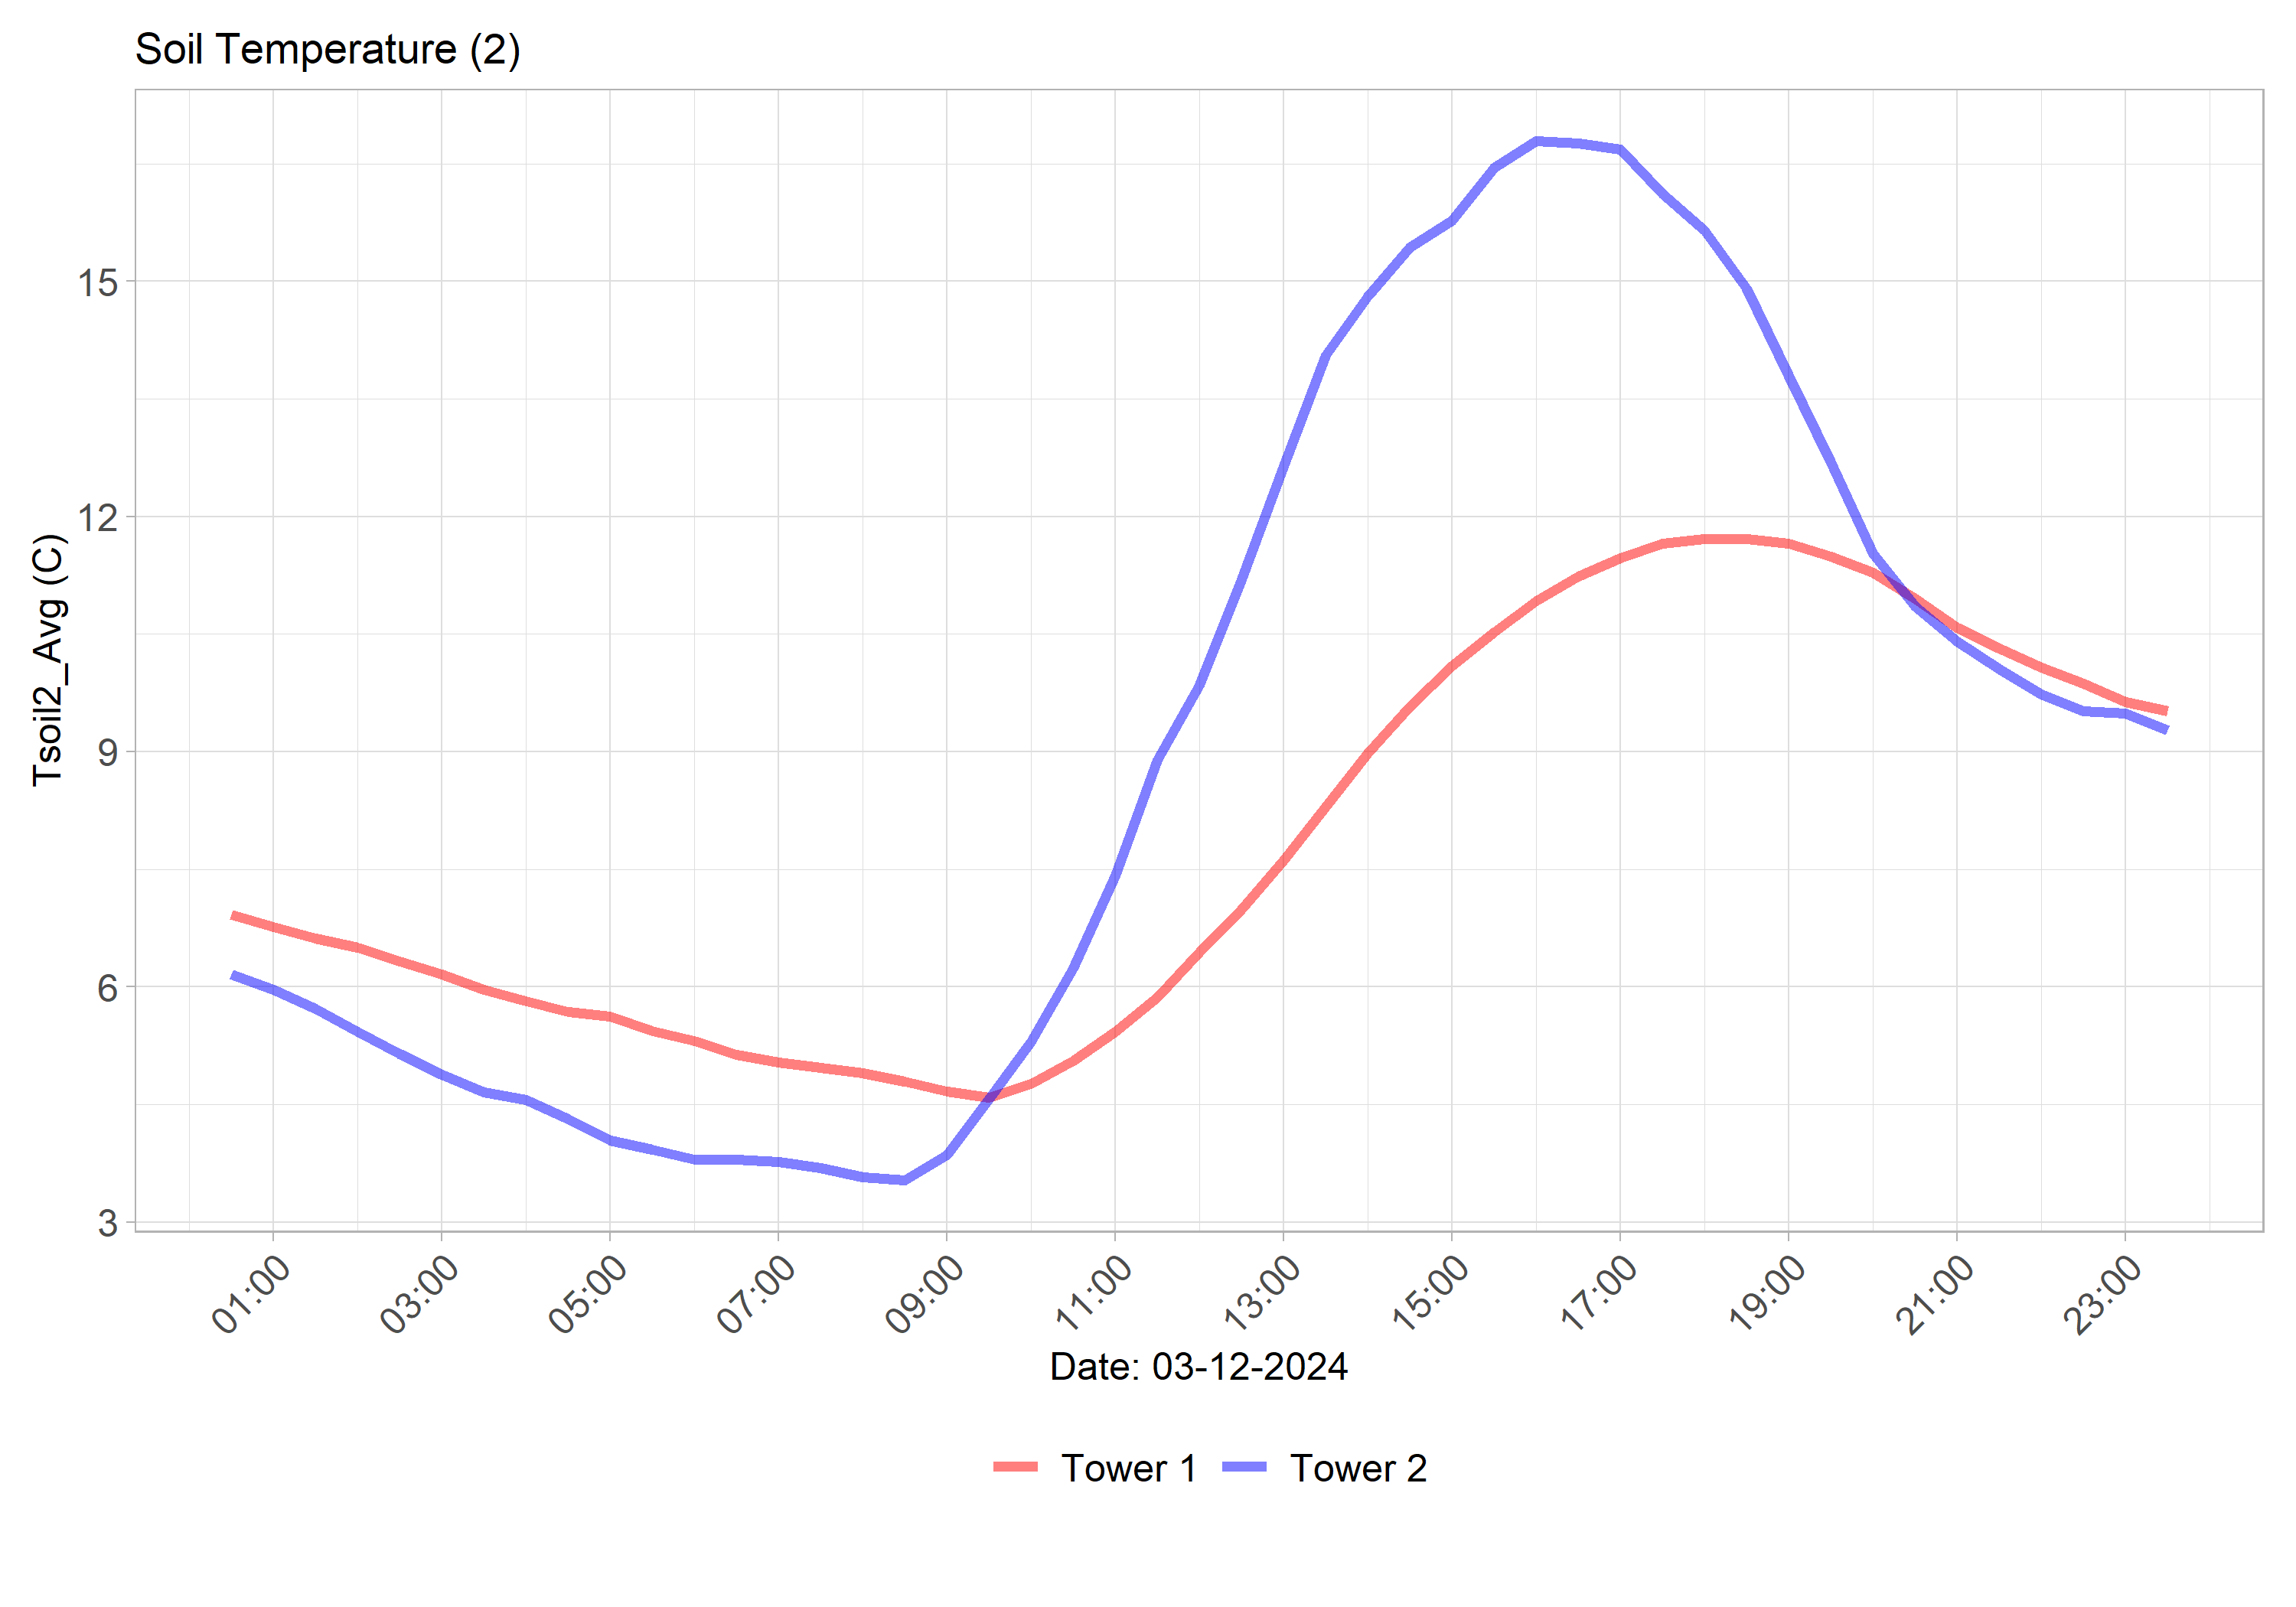 Soil Temperature (2)
Tsoil2_Avg (C)
15
12
9
6
3
01:00 03:00 05:00 07:00 09:00 11:00 13:00 15:00 17:00 19:00 21:00 23:00
Date: 03-12-2024
Tower 1 Tower 2